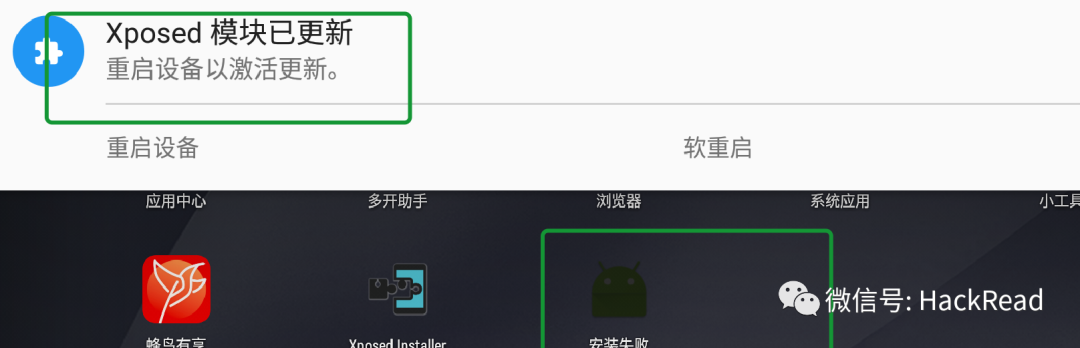 Xposed 模块已更新
重启设备以激活更新。
重启设备
软重启
应用中心
多开助手
浏览器
系统应用
小工具
微信号: HackRead
蜂鸟有享
Xposed Installer
安装失败